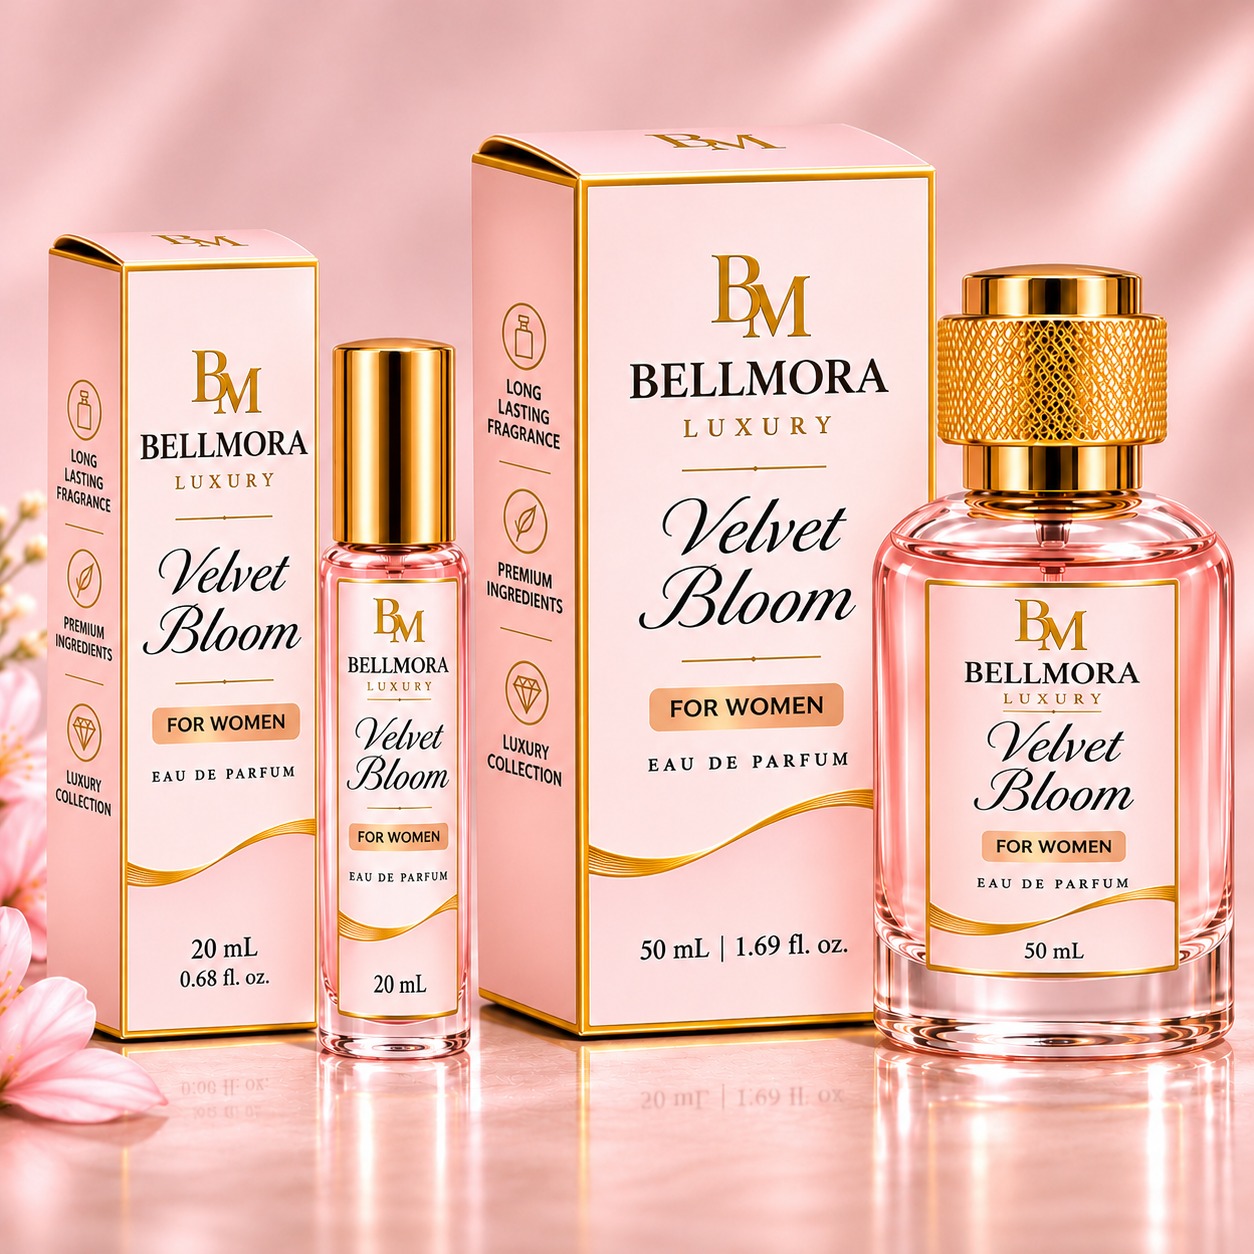 BM
BELLMORA
LUXURY
Velvet
Bloom
FOR WOMEN
EAU DE PARFUM
20 mL
0.68 fl. oz.
BM
LONG
LASTING
FRAGRANCE
PREMIUM
INGREDIENTS
LUXURY
COLLECTION
BM
BELLMORA
LUXURY
Velvet
Bloom
FOR WOMEN
EAU DE PARFUM
20 mL
BM
LONG
LASTING
FRAGRANCE
PREMIUM
INGREDIENTS
LUXURY
COLLECTION
BM
BELLMORA
LUXURY
Velvet
Bloom
FOR WOMEN
EAU DE PARFUM
50 mL | 1.69 fl. oz.
BM
BELLMORA
LUXURY
Velvet
Bloom
FOR WOMEN
EAU DE PARFUM
50 mL